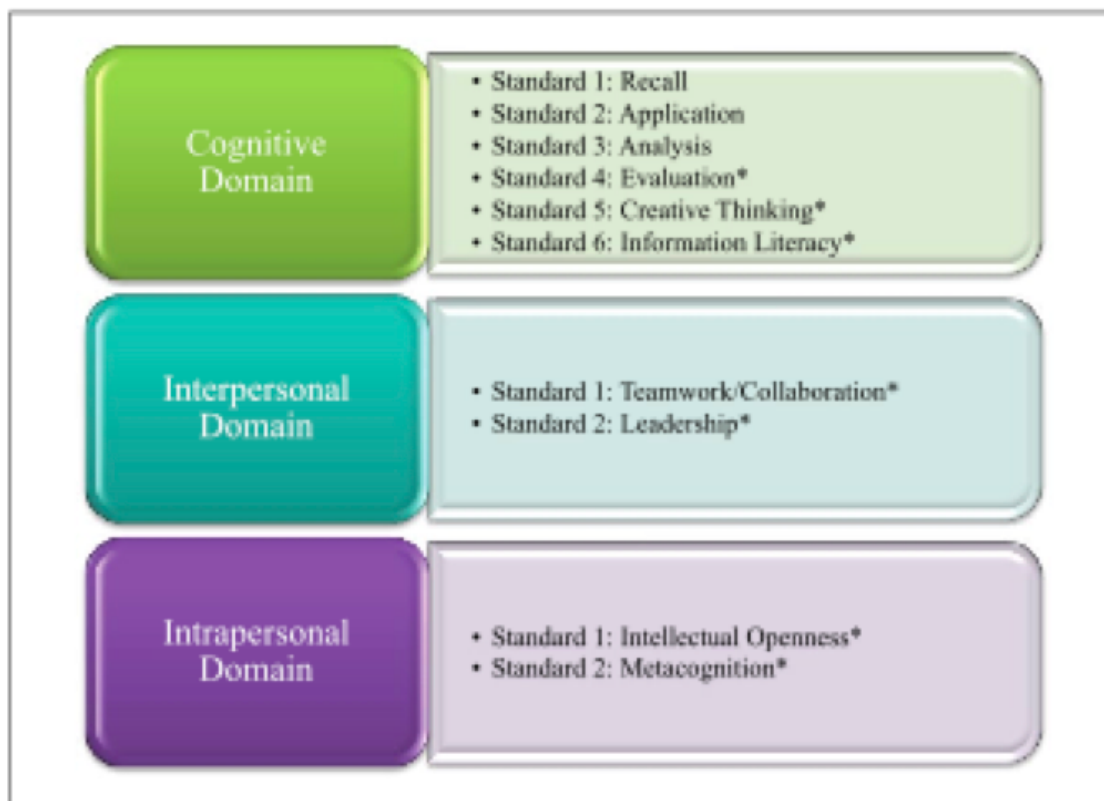 Cognitive
Domain
• Standard 1: Recall
• Standard 2: Application
• Standard 3: Analysis
• Standard 4: Evaluation*
• Standard 5: Creative Thinking*
• Standard 6: Information Literacy*
Interpersonal
Domain
• Standard 1: Teamwork/Collaboration*
• Standard 2: Leadership*
Intrapersonal
Domain
• Standard 1: Intellectual Openness*
• Standard 2: Metacognition*